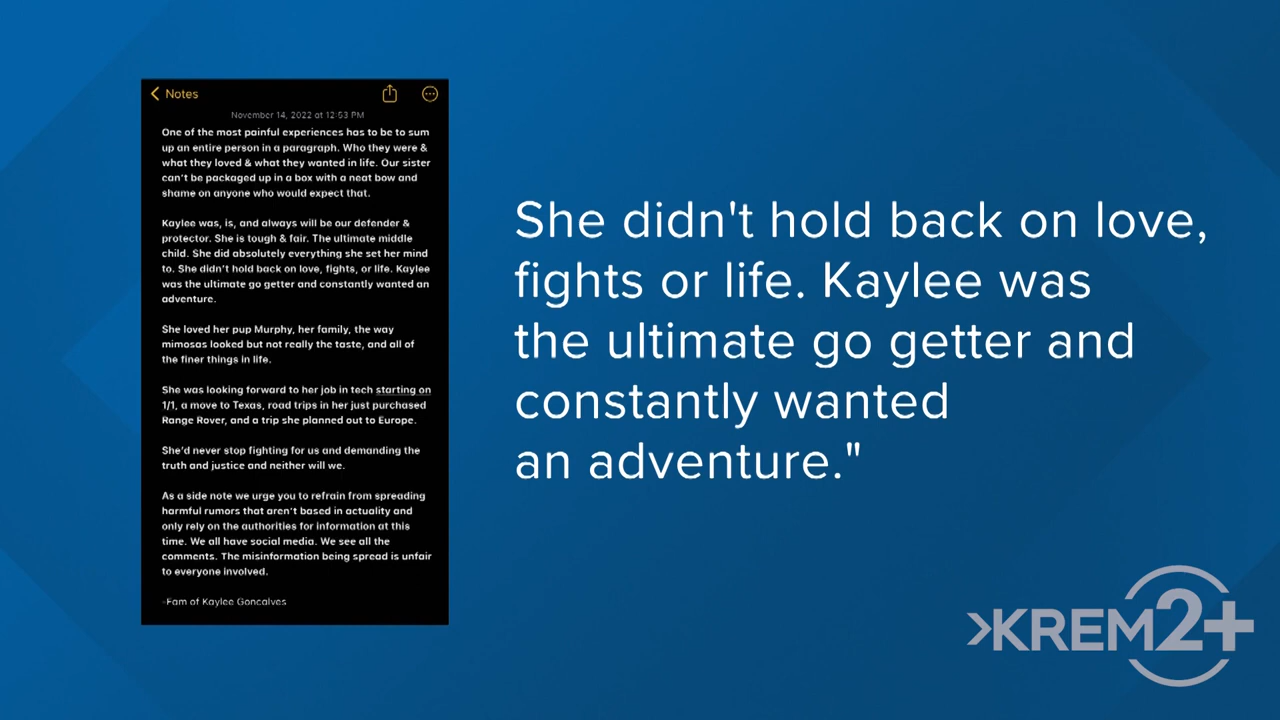 Notes
November 14, 2022 at 12:53 PM
One of the most painful experiences has to be to sum
up an entire person in a paragraph. Who they were &
what they loved & what they wanted in life. Our sister
can't be packaged up in a box with a neat bow and
shame on anyone who would expect that.
Kaylee was, is, and always will be our defender &
protector. She is tough & fair. The ultimate middle
child. She did absolutely everything she set her mind
to. She didn't hold back on love, fights, or life. Kaylee
was the ultimate go getter and constantly wanted an
adventure.
She loved her pup Murphy, her family, the way
mimosas looked but not really the taste, and all of
the finer things in life.
She was looking forward to her job in tech starting on
1/1, a move to Texas, road trips in her just purchased
Range Rover, and a trip she planned out to Europe.
She'd never stop fighting for us and demanding the
truth and justice and neither will we.
As a side note we urge you to refrain from spreading
harmful rumors that aren't based in actuality and
only rely on the authorities for information at this
time. We all have social media. We see all the
comments. The misinformation being spread is unfair
to everyone involved.
-Fam of Kaylee Goncalves
She didn't hold back on love,
fights or life. Kaylee was
the ultimate go getter and
constantly wanted
an adventure."
KREM2+